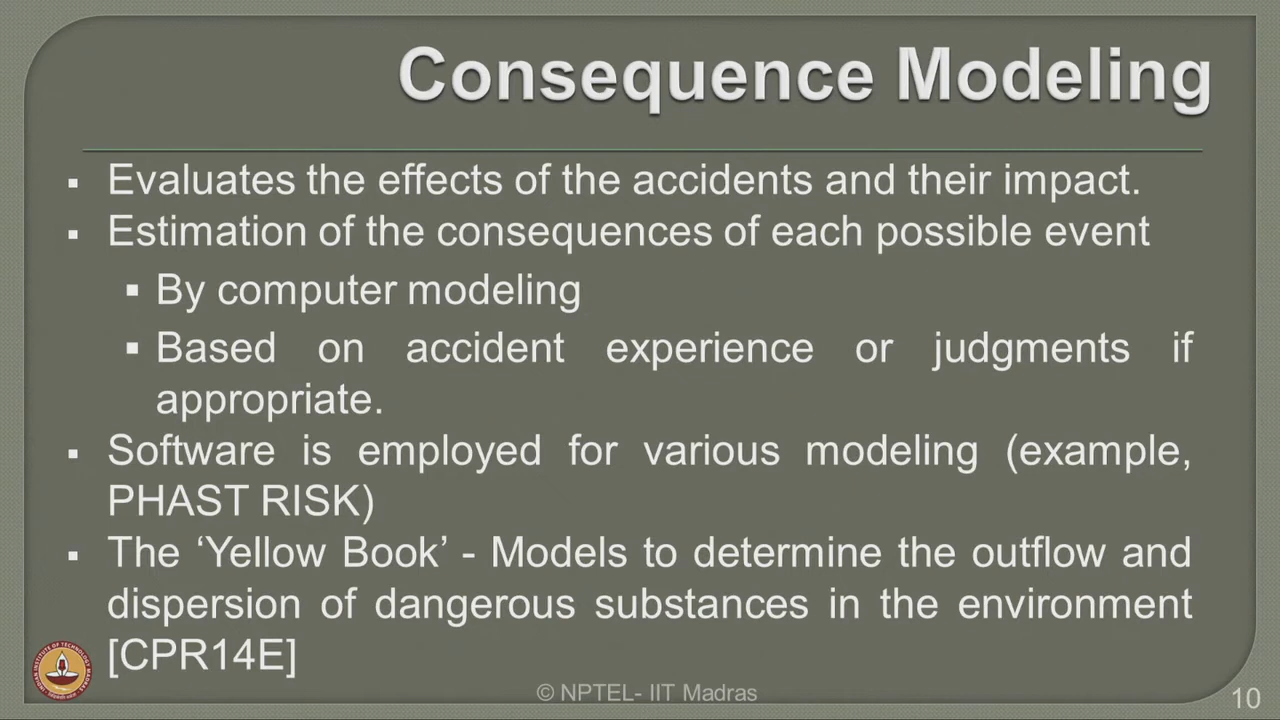 Consequence Modeling
▪ Evaluates the effects of the accidents and their impact.
▪ Estimation of the consequences of each possible event
▪ By computer modeling
▪ Based on accident experience or judgments if
appropriate.
▪ Software is employed for various modeling (example,
PHAST RISK)
▪ The ‘Yellow Book’ - Models to determine the outflow and
dispersion of dangerous substances in the environment
[CPR14E]
© NPTEL- IIT Madras
10